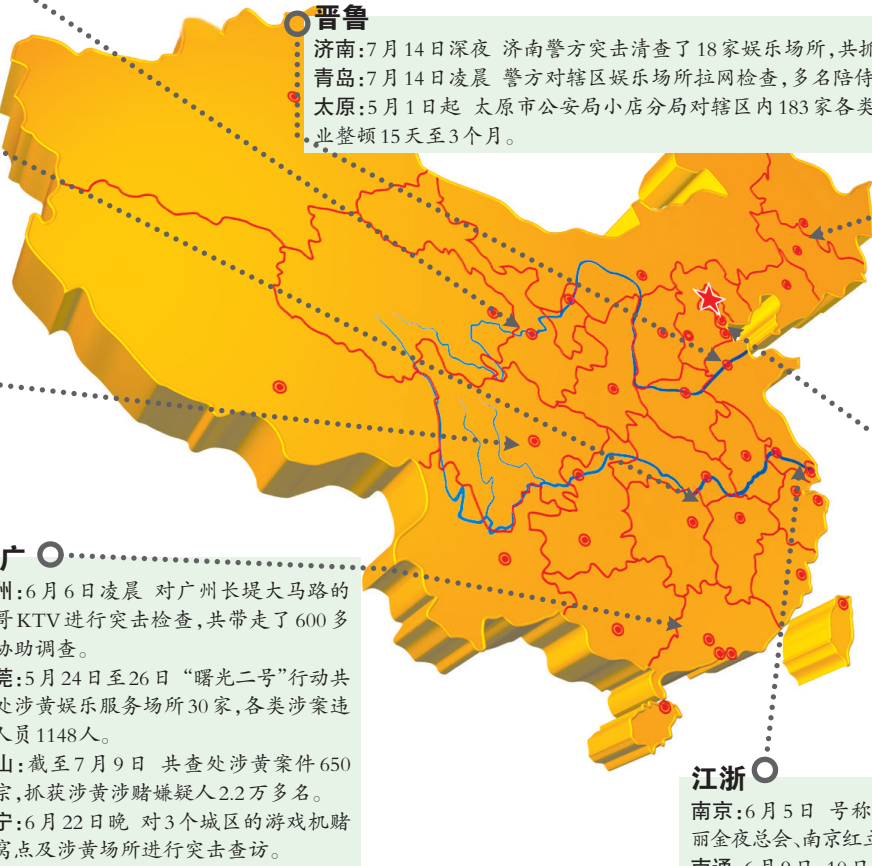 晋鲁
济南:7月14日深夜 济南警方突击清查了18家娱乐场所,共抓
青岛:7月14日凌晨 警方对辖区娱乐场所拉网检查,多名陪侍
太原:5月1日起 太原市公安局小店分局对辖区内183家各类
业整顿15天至3个月。
广
州:6月6日凌晨 对广州长堤大马路的
哥KTV进行突击检查,共带走了600多
协助调查。
莞:5月24日至26日 “曙光二号”行动共
处涉黄娱乐服务场所30家,各类涉案违
人员1148人。
山:截至7月9日 共查处涉黄案件650
宗,抓获涉黄涉赌嫌疑人2.2万多名。
宁:6月22日晚 对3个城区的游戏机赌
窝点及涉黄场所进行突击查访。
江浙
南京:6月5日 号称
丽金夜总会、南京红立